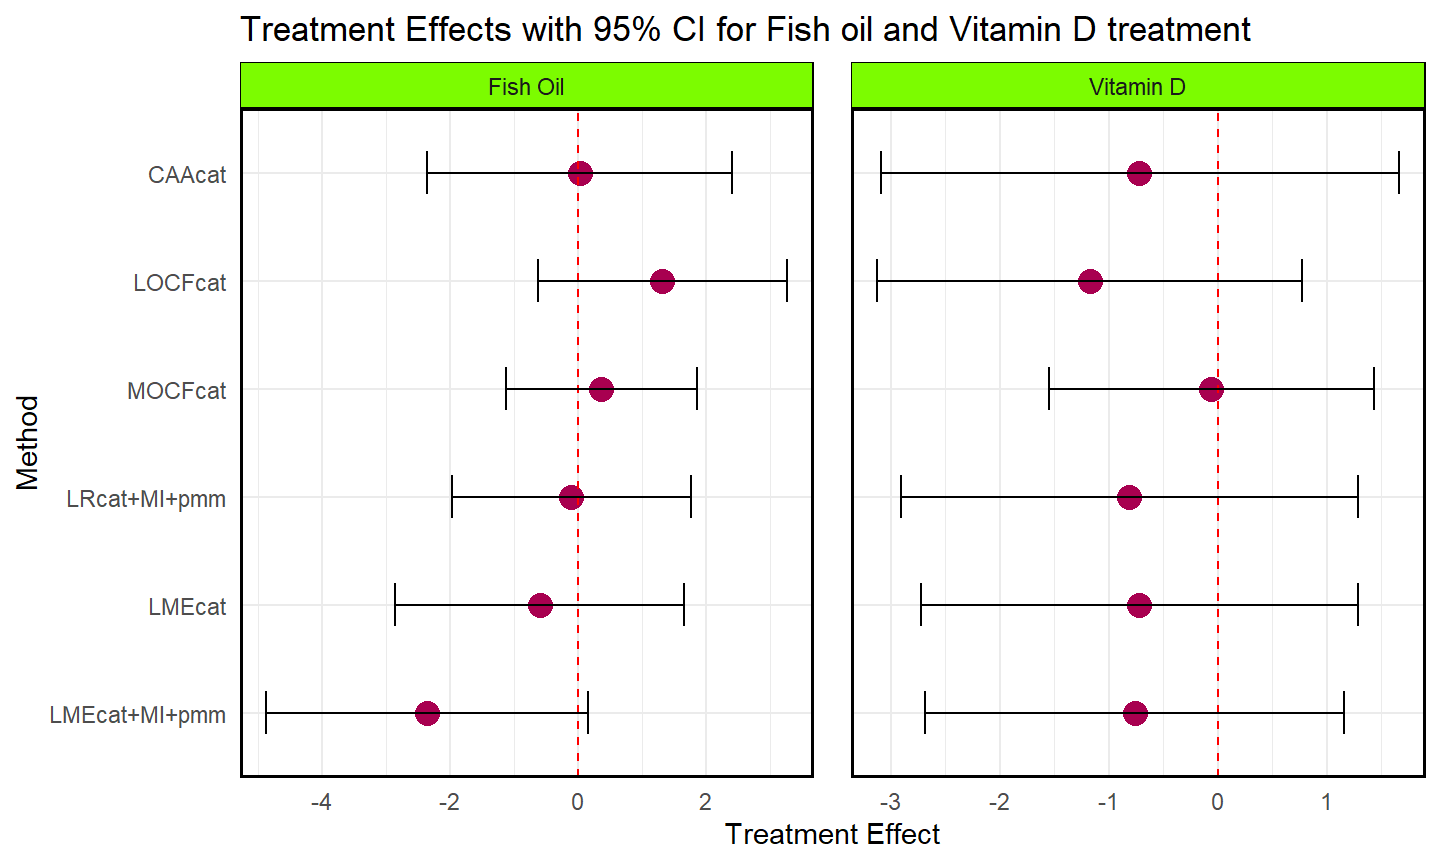 Treatment Effects with 95% CI for Fish oil and Vitamin D treatment
Fish Oil
Vitamin D
Method
CAAcat
LOCFcat
MOCFcat
LRcat+MI+pmm
LMEcat
LMEcat+MI+pmm
-4 -2 0 2
-3 -2 -1 0 1
Treatment Effect